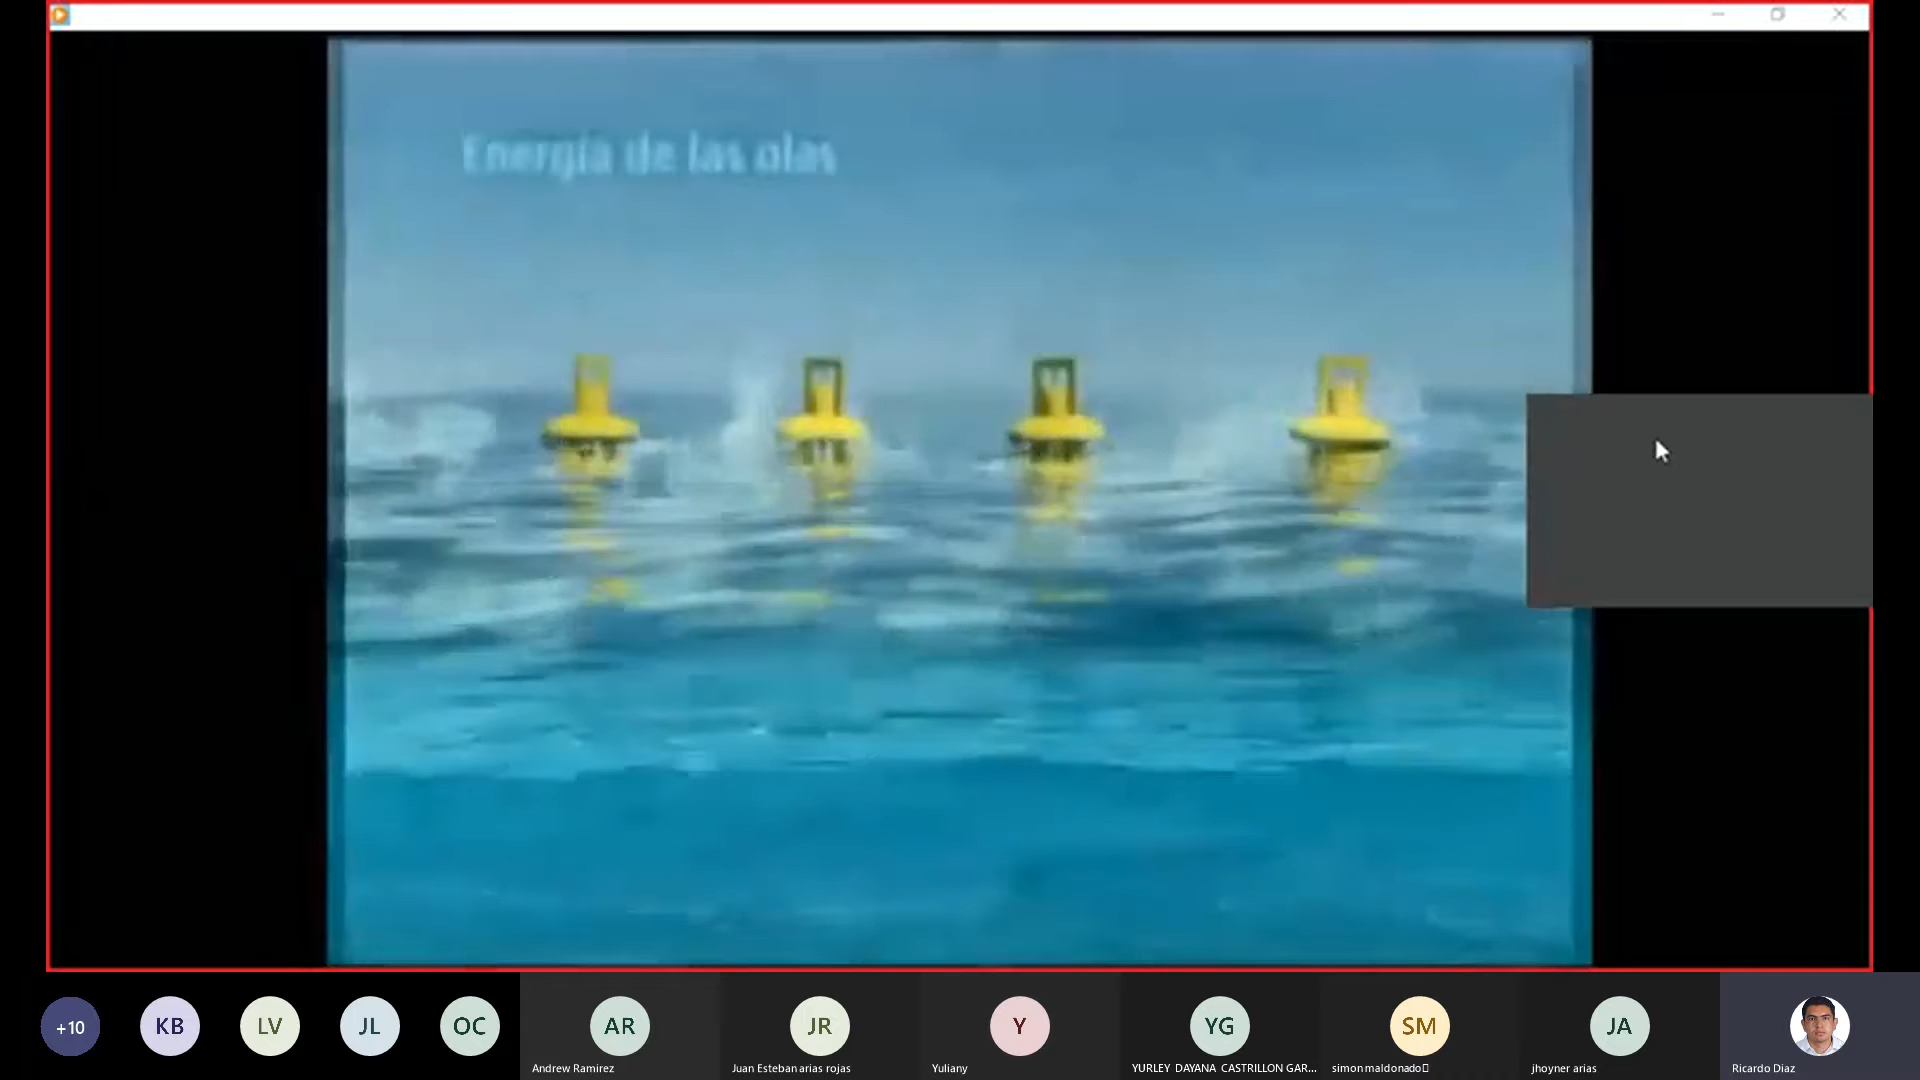 Energía de las olas
+10
KB
LV
JL
OC
AR
JR
Y
YG
SM
JA
Andrew Ramirez
Juan Esteban arias rojas
Yuliany
YURLEY DAYANA CASTRILLON GAR...
simon maldonado
jhoyner arias
Ricardo Diaz